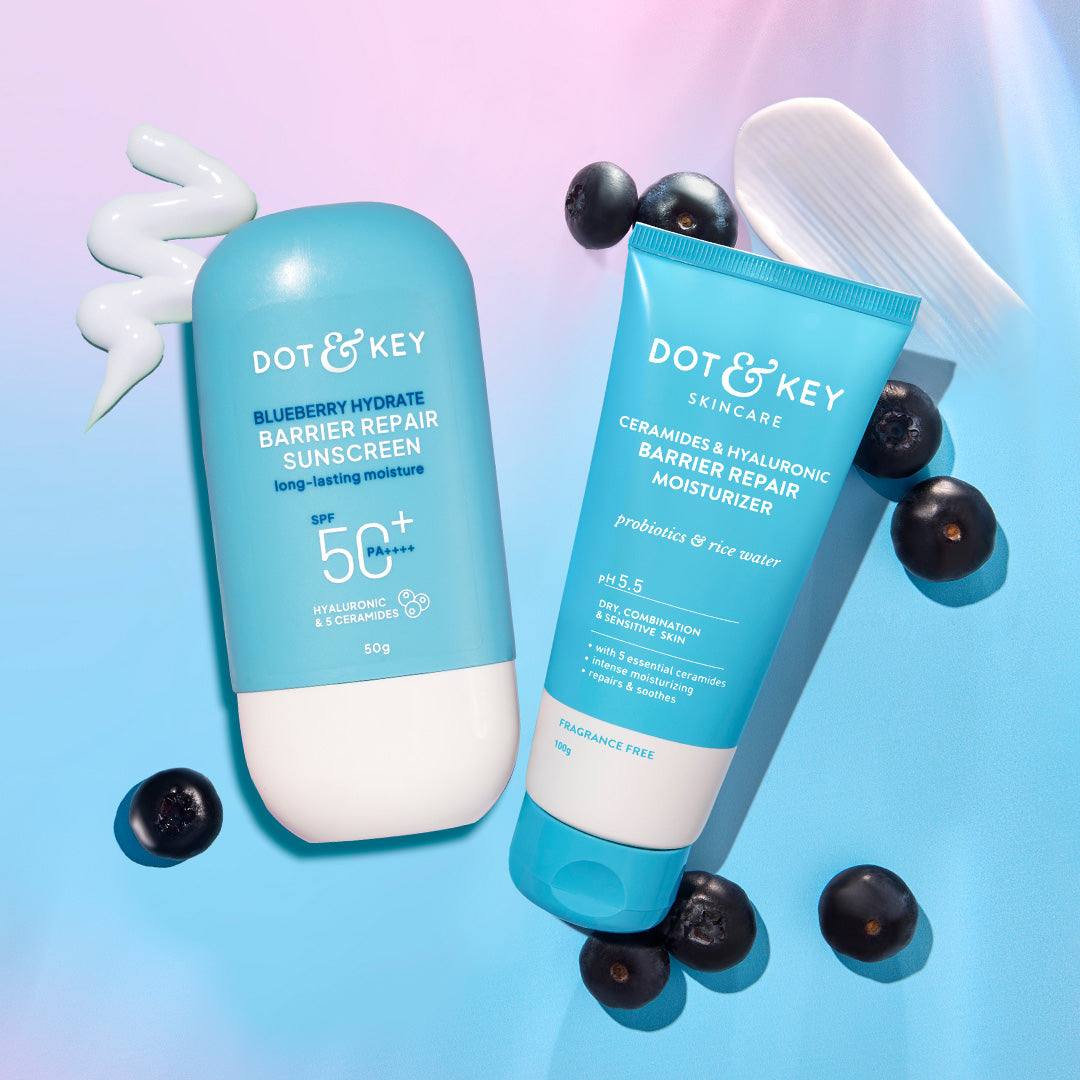 DOT & KEY
BLUEBERRY HYDRATE
BARRIER REPAIR
SUNSCREEN
long-lasting moisture
SPF
50+
PA++++
HYALURONIC
& 5 CERAMIDES
50g
DOT & KEY
SKINCARE
CERAMIDES & HYALURONIC
BARRIER REPAIR
MOISTURIZER
probiotics & rice water
pH 5.5
DRY, COMBINATION
& SENSITIVE SKIN
• with 5 essential ceramides
• intense moisturizing
• repairs & soothes
FRAGRANCE FREE
100g